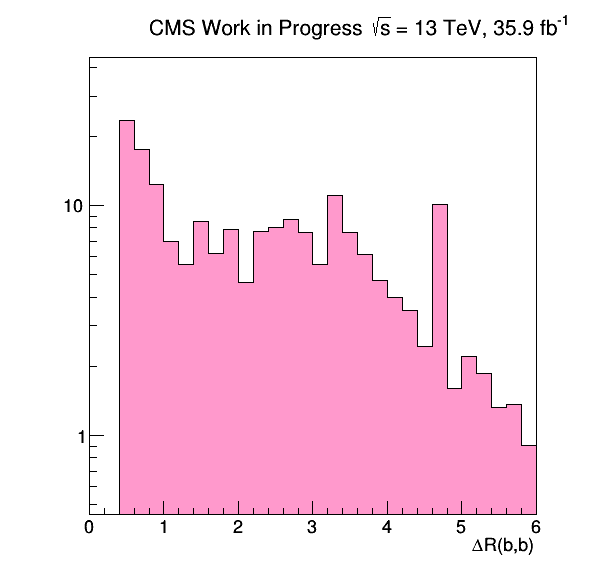 CMS Work in Progress √s = 13 TeV, 35.9 fb⁻¹
10
1
0 1 2 3 4 5 6
ΔR(b,b)